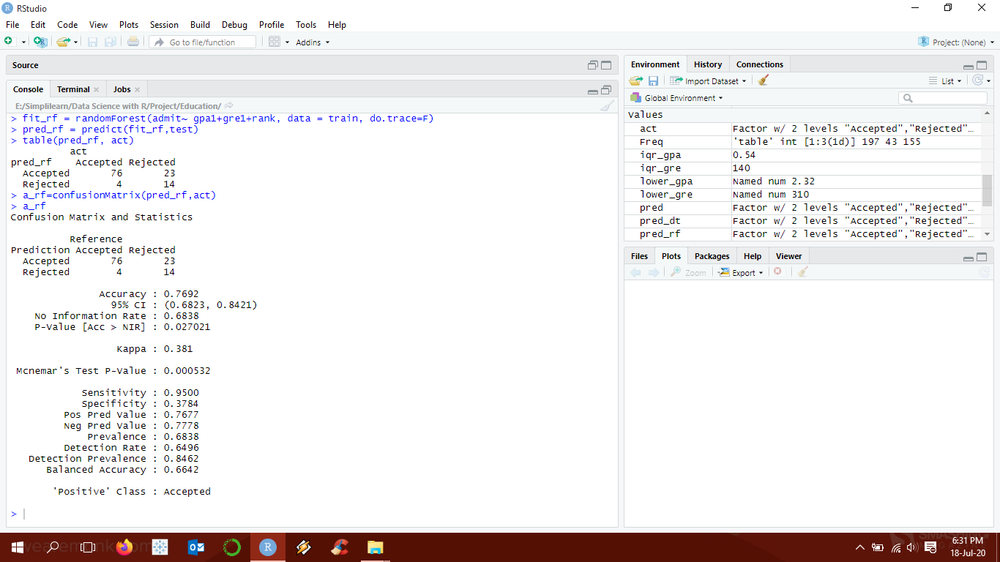 RStudio
File Edit Code View Plots Session Build Debug Profile Tools Help
Go to file/function Addins Project: (None)
Source
Console Terminal Jobs
E:/Simplilearn/Data Science with R/Project/Education/
> fit_rf = randomForest(admit~ gpa1+gre1+rank, data = train, do.trace=F)
> pred_rf = predict(fit_rf,test)
> table(pred_rf, act)
act
pred_rf Accepted Rejected
Accepted 76 23
Rejected 4 14
> a_rf=confusionMatrix(pred_rf,act)
> a_rf
Confusion Matrix and Statistics
Reference
Prediction Accepted Rejected
Accepted 76 23
Rejected 4 14
Accuracy : 0.7692
95% CI : (0.6823, 0.8421)
No Information Rate : 0.6838
P-Value [Acc > NIR] : 0.027021
Kappa : 0.381
Mcnemar's Test P-Value : 0.000532
Sensitivity : 0.9500
Specificity : 0.3784
Pos Pred Value : 0.7677
Neg Pred Value : 0.7778
Prevalence : 0.6838
Detection Rate : 0.6496
Detection Prevalence : 0.8462
Balanced Accuracy : 0.6642
'Positive' Class : Accepted
>
Environment History Connections
Import Dataset List
Global Environment
Values
act Factor w/ 2 levels "Accepted","Rejected"…
Freq 'table' int [1:3(1d)] 197 43 155
iqr_gpa 0.54
iqr_gre 140
lower_gpa Named num 2.32
lower_gre Named num 310
pred Factor w/ 2 levels "Accepted","Rejected"…
pred_dt Factor w/ 2 levels "Accepted","Rejected"…
pred_rf Factor w/ 2 levels "Accepted","Rejected"…
Files Plots Packages Help Viewer
Zoom Export
6:31 PM
18-Jul-20